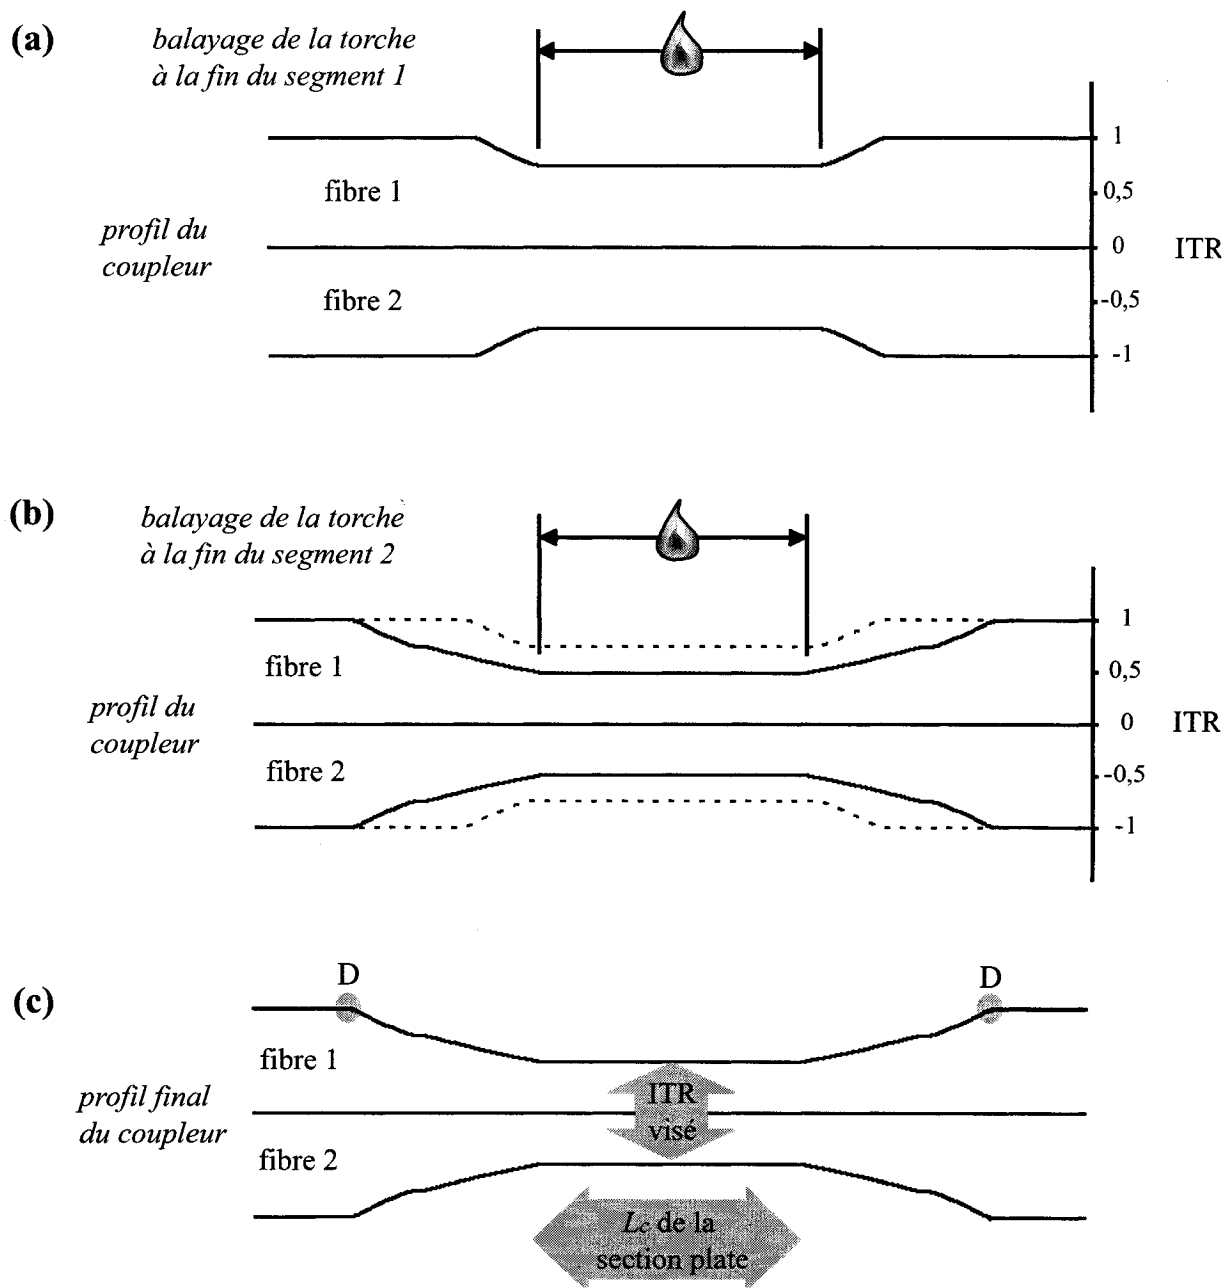 (a)
balayage de la torche
à la fin du segment 1
1
fibre 1
0,5
profil du
coupleur
0
ITR
fibre 2
-0,5
-1
(b)
balayage de la torche
à la fin du segment 2
1
fibre 1
0,5
profil du
coupleur
0
ITR
fibre 2
-0,5
-1
(c)
D
D
fibre 1
profil final
du coupleur
ITR
visé
fibre 2
Lc de la
section plate